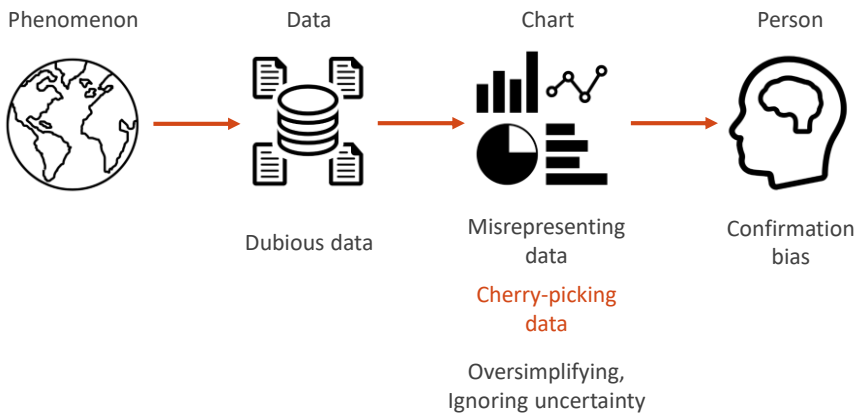 Phenomenon
Data
Chart
Person
Dubious data
Misrepresenting
data
Cherry-picking
data
Oversimplifying,
Ignoring uncertainty
Confirmation
bias